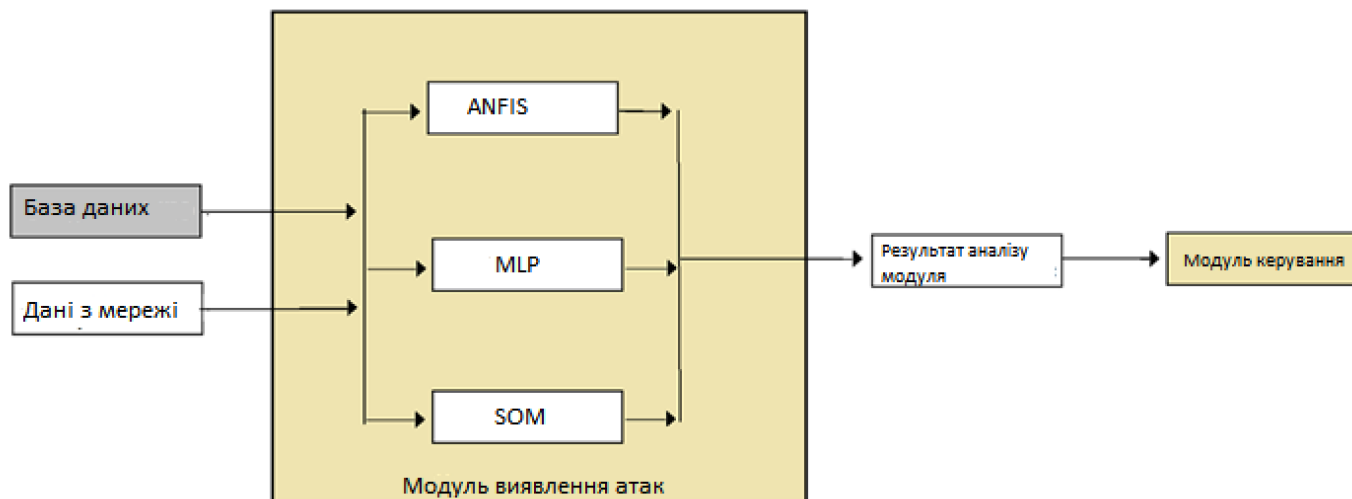 ANFIS
База даних
MLP
Результат аналізу
модуля
Модуль керування
Дані з мережі
SOM
Модуль виявлення атак